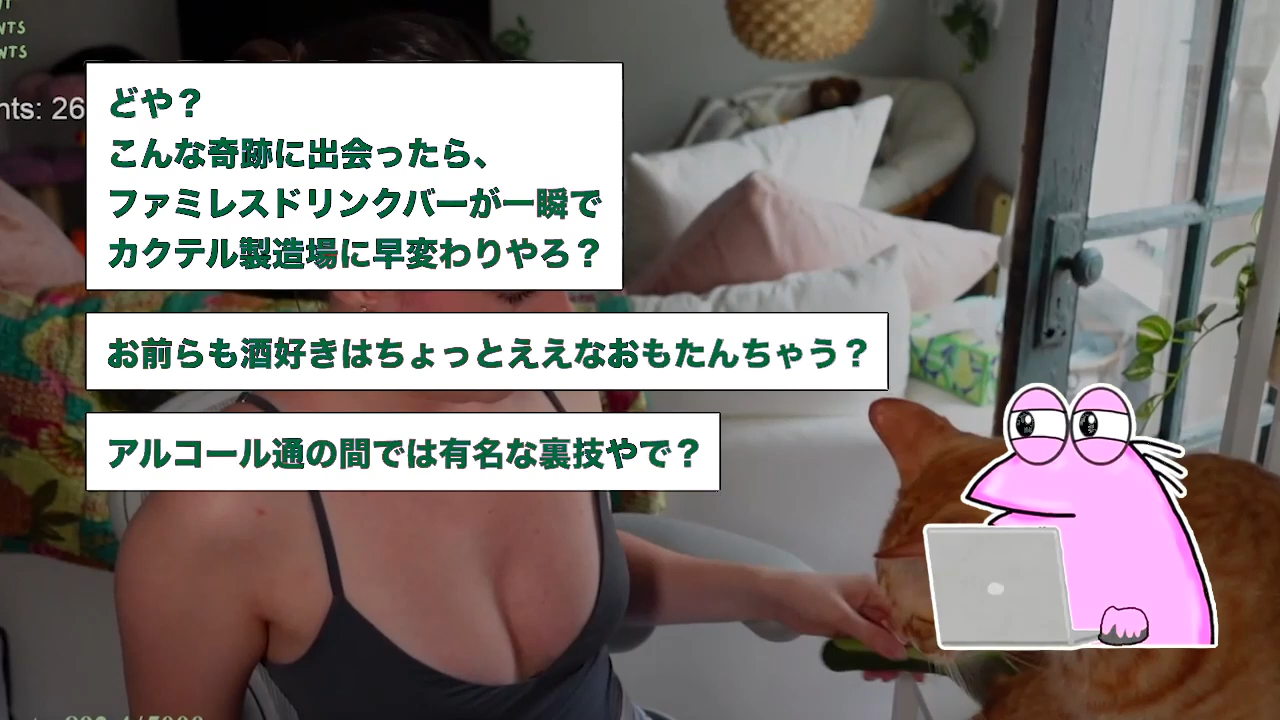 NTS
NTS
nts: 26
どや？
こんな奇跡に出会ったら、
ファミレスドリンクバーが一瞬で
カクテル製造場に早変わりやろ？
お前らも酒好きはちょっとええなおもたんちゃう？
アルコール通の間では有名な裏技やで？